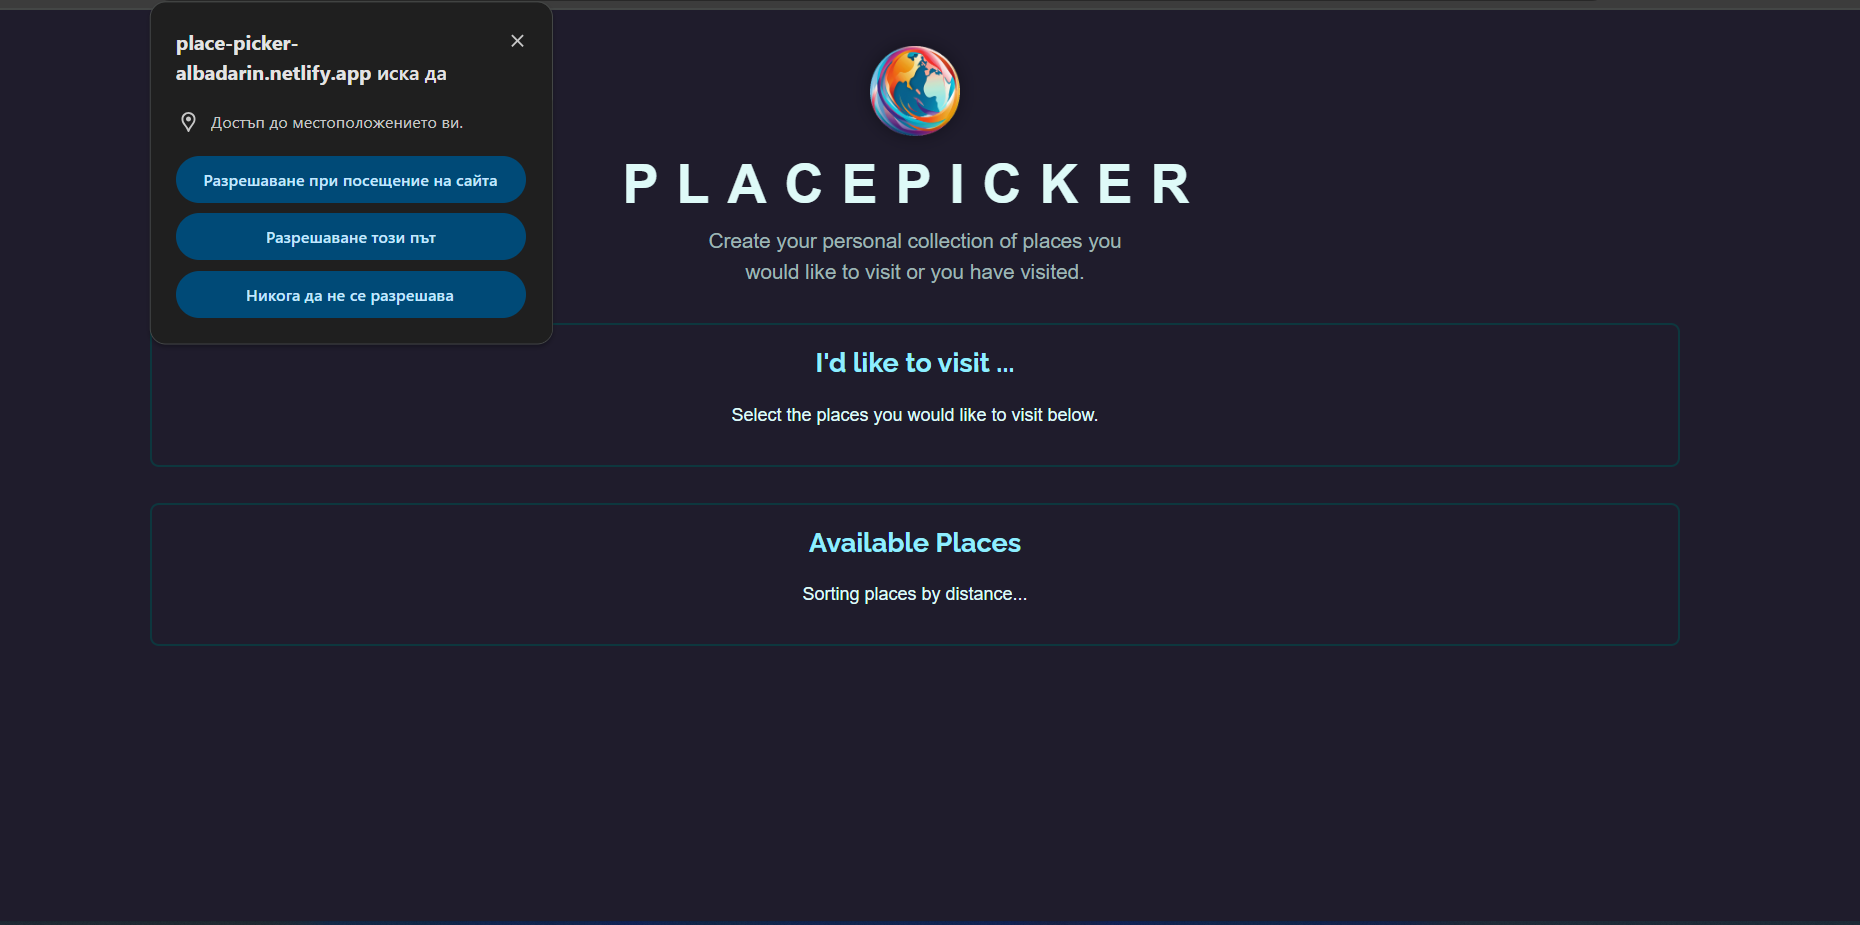 place-picker-
albadarin.netlify.app иска да
Достъп до местоположението ви.
Разрешаване при посещение на сайта
Разрешаване този път
Никога да не се разрешава
PLACEPICKER
Create your personal collection of places you
would like to visit or you have visited.
I'd like to visit ...
Select the places you would like to visit below.
Available Places
Sorting places by distance...